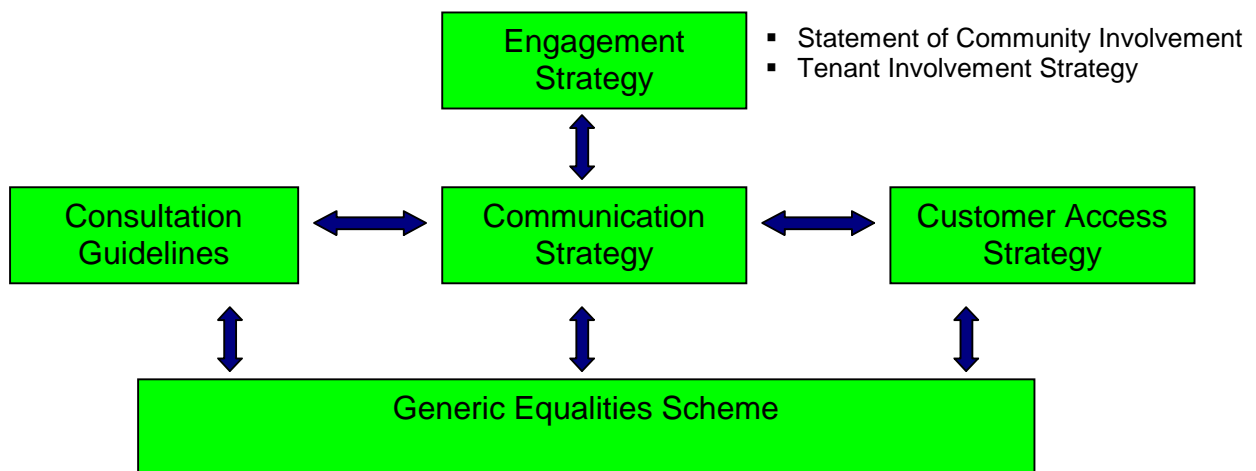 Engagement
Strategy
▪ Statement of Community Involvement
▪ Tenant Involvement Strategy
Consultation
Guidelines
Communication
Strategy
Customer Access
Strategy
Generic Equalities Scheme